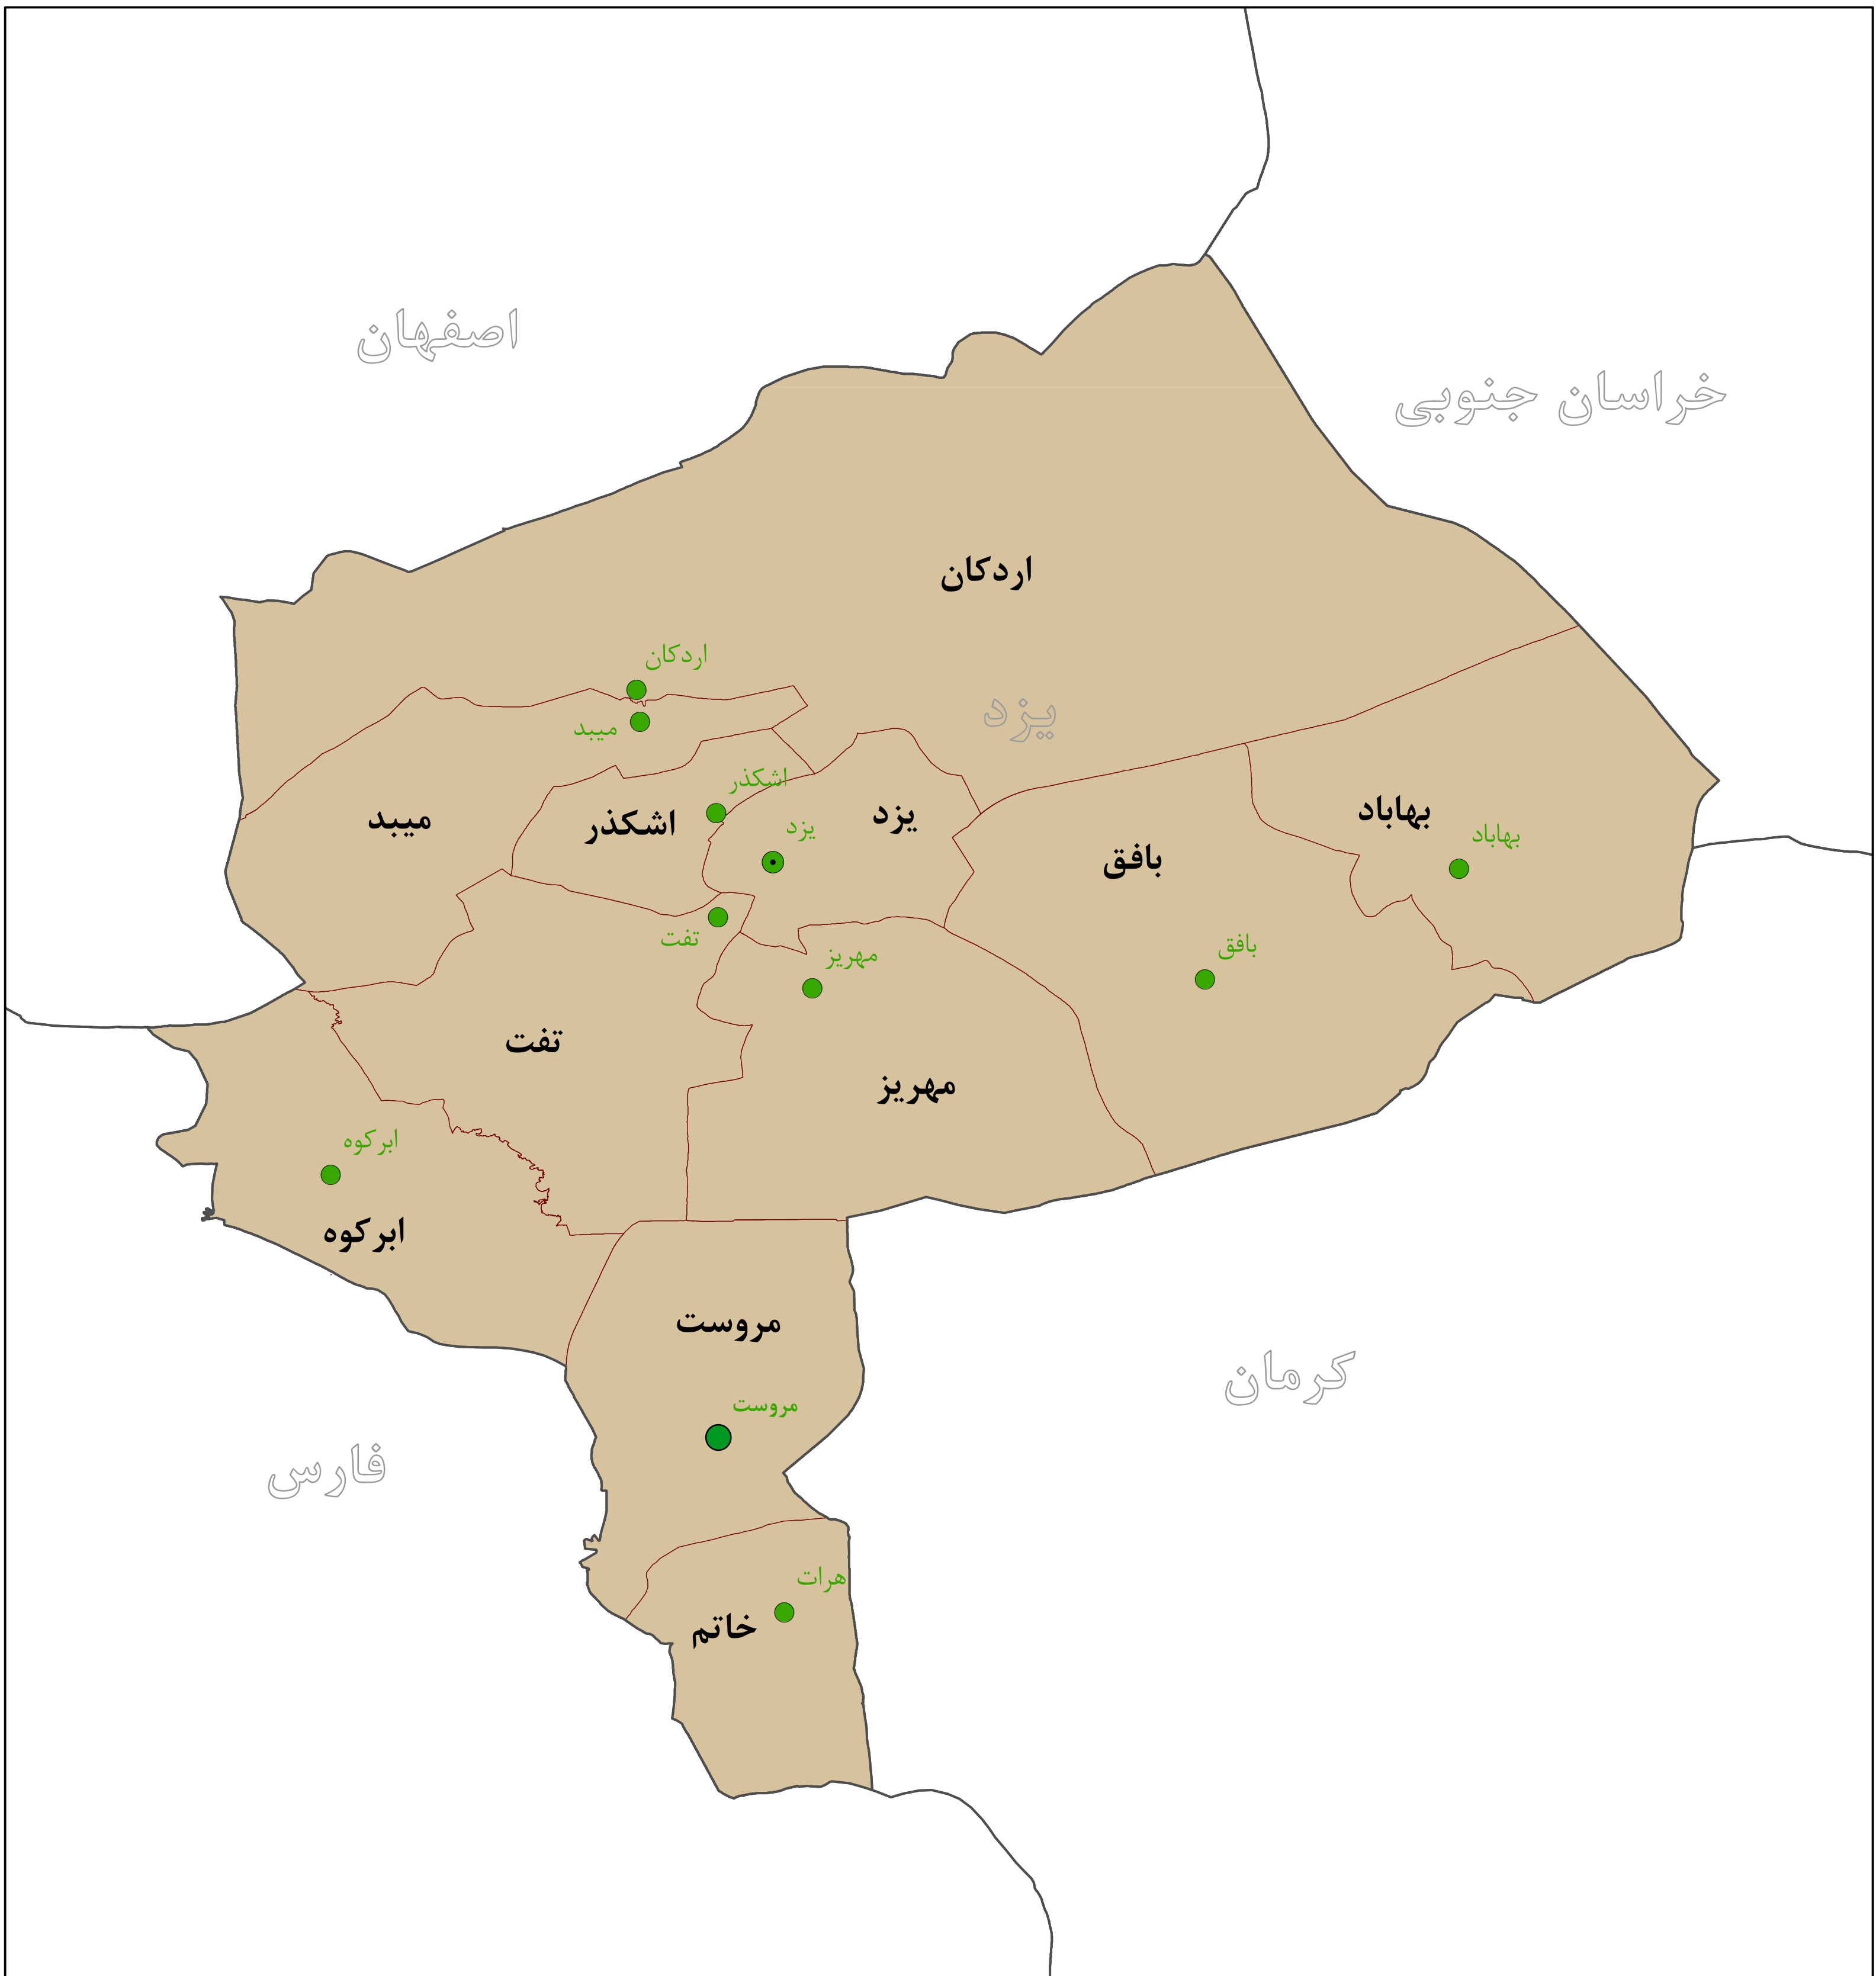 اصفهان
خراسان جنوبی
اردکان
اردکان
یزد
میبد
اشکذر
بهاباد
یزد
میبد
اشکذر
یزد
بهاباد
بافق
تفت
بافق
مهریز
تفت
مهریز
ابرکوه
ابرکوه
مروست
کرمان
مروست
فارس
هرات
خاتم